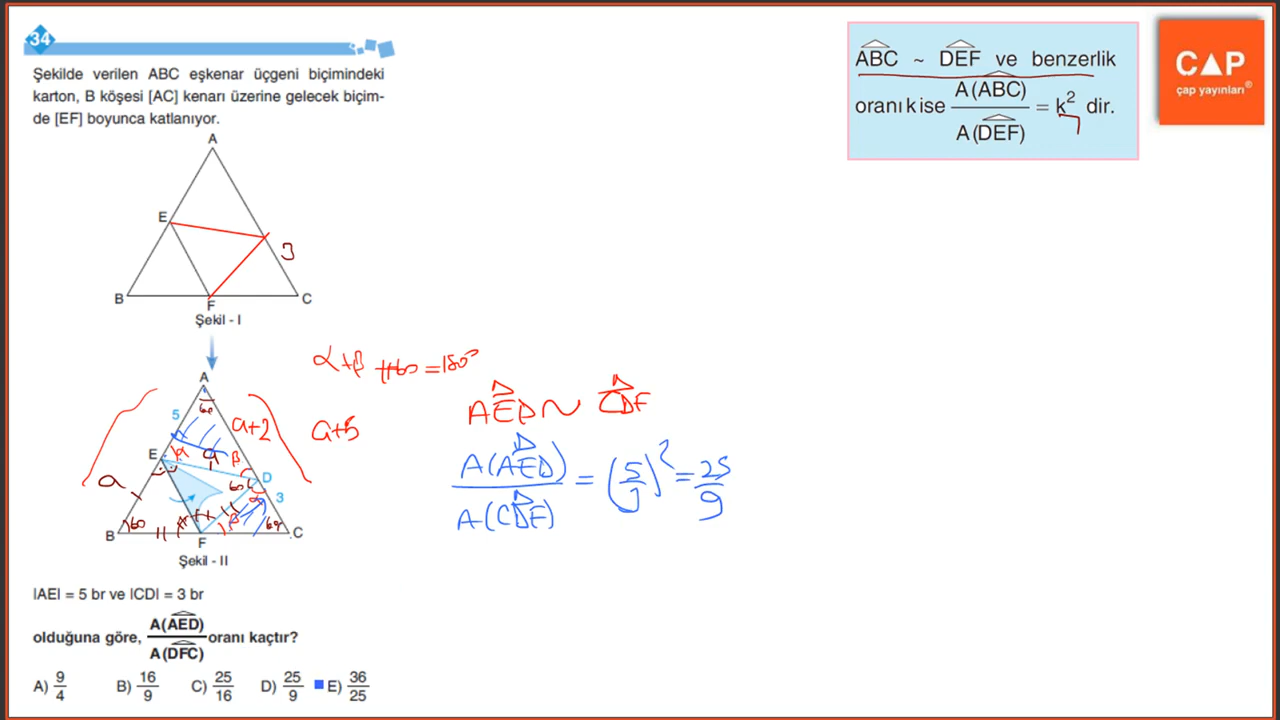 34
Şekilde verilen ABC eşkenar üçgeni biçimindeki
karton, B köşesi [AC] kenarı üzerine gelecek biçim-
de [EF] boyunca katlanıyor.
A
E
3
B
F
C
Şekil - I
α+β +60=180°
A
60
5
a+2
a+5
E
α
a
β
a
D
60
3
α
60
β
60
B
F
C
Şekil - II
|AE| = 5 br ve |CD| = 3 br
olduğuna göre, A(AED) / A(DFC) oranı kaçtır?
A) 9/4 B) 16/9 C) 25/16 D) 25/9 E) 36/25
AED ~ CDF
A(AED) / A(CDF) = (5/3)² = 25/9
ABC ~ DEF ve benzerlik
oranı k ise A(ABC) / A(DEF) = k² dir.
ÇAP
çap yayınları®